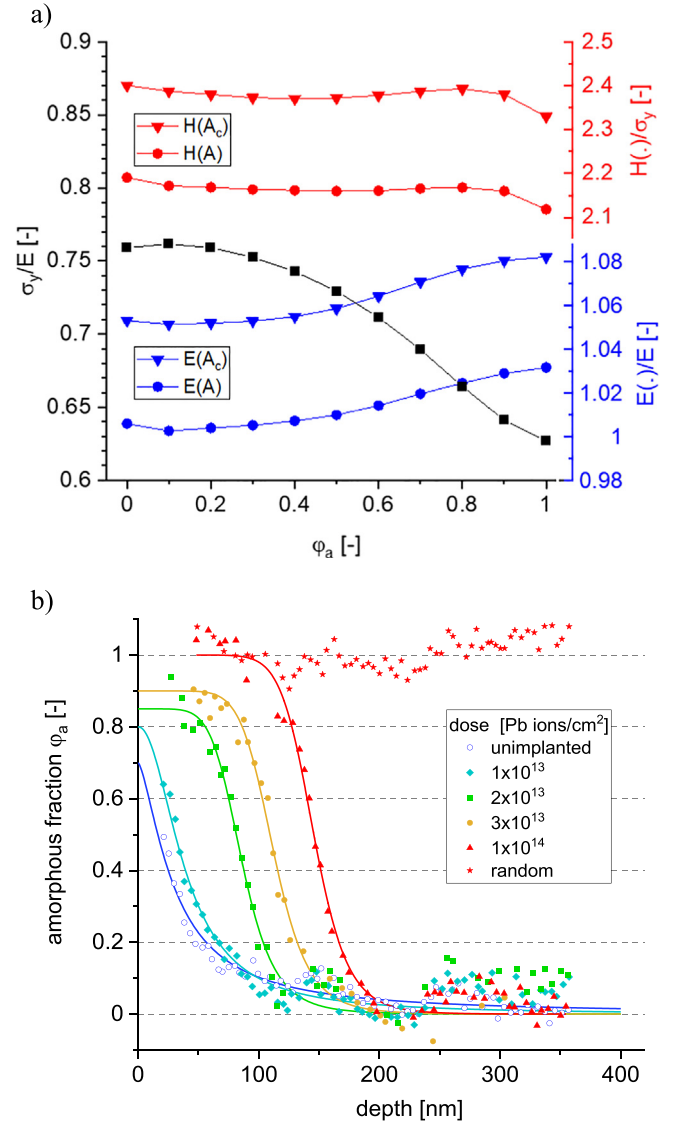 a)
0.9
0.85
0.8
0.75
0.7
0.65
0.6
σy/E [-]
2.5
2.4
2.3
2.2
2.1
H(.)/σy [-]
1.08
1.06
1.04
1.02
1
0.98
E(.)/E [-]
H(Ac)
H(A)
E(Ac)
E(A)
0 0.2 0.4 0.6 0.8 1
φa [-]
b)
1
0.8
0.6
0.4
0.2
0
amorphous fraction φa [-]
dose [Pb ions/cm²]
unimplanted
1x10¹³
2x10¹³
3x10¹³
1x10¹⁴
random
0 100 200 300 400
depth [nm]